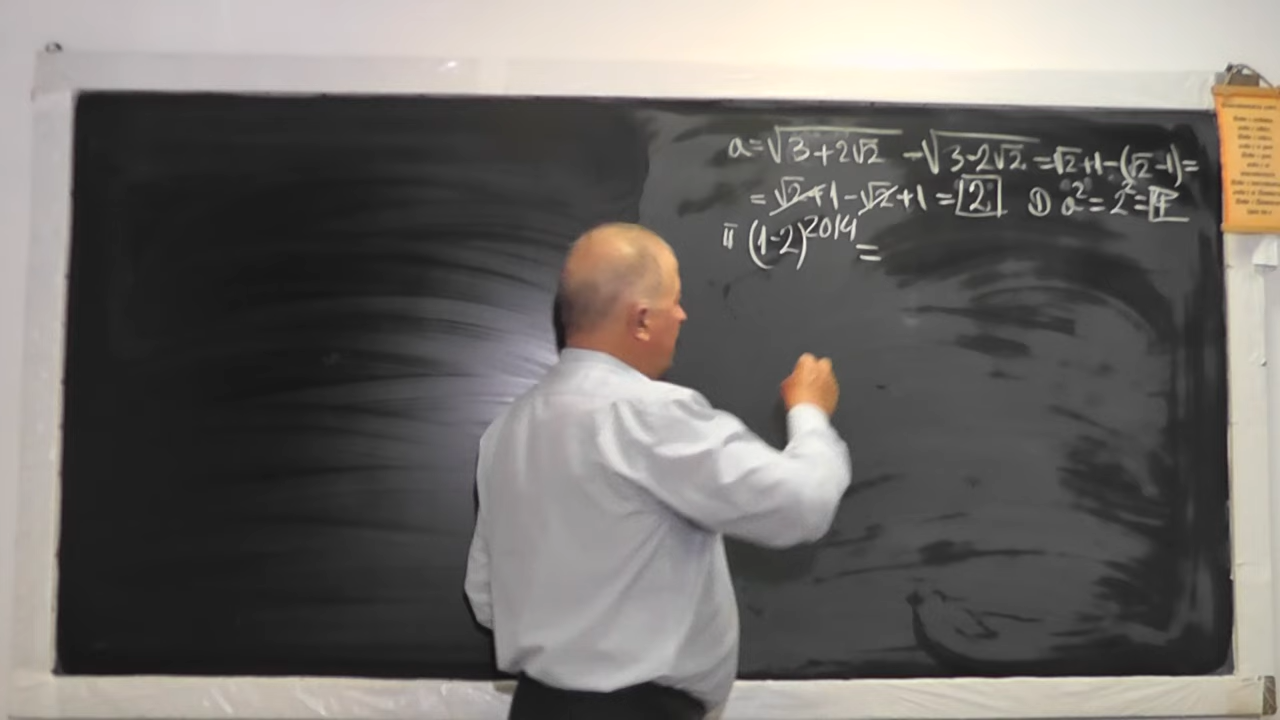 a=√3+2√2 -√3-2√2 =√2+1-(√2-1)=
=√2+1-√2+1=2 I) a²=2²=4
II (1-2)²⁰¹⁴=